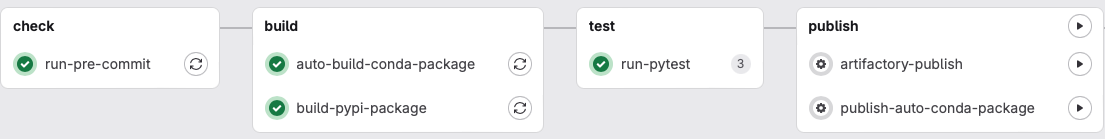 check
run-pre-commit
build
auto-build-conda-package
build-pypi-package
test
run-pytest 3
publish
artifactory-publish
publish-auto-conda-package